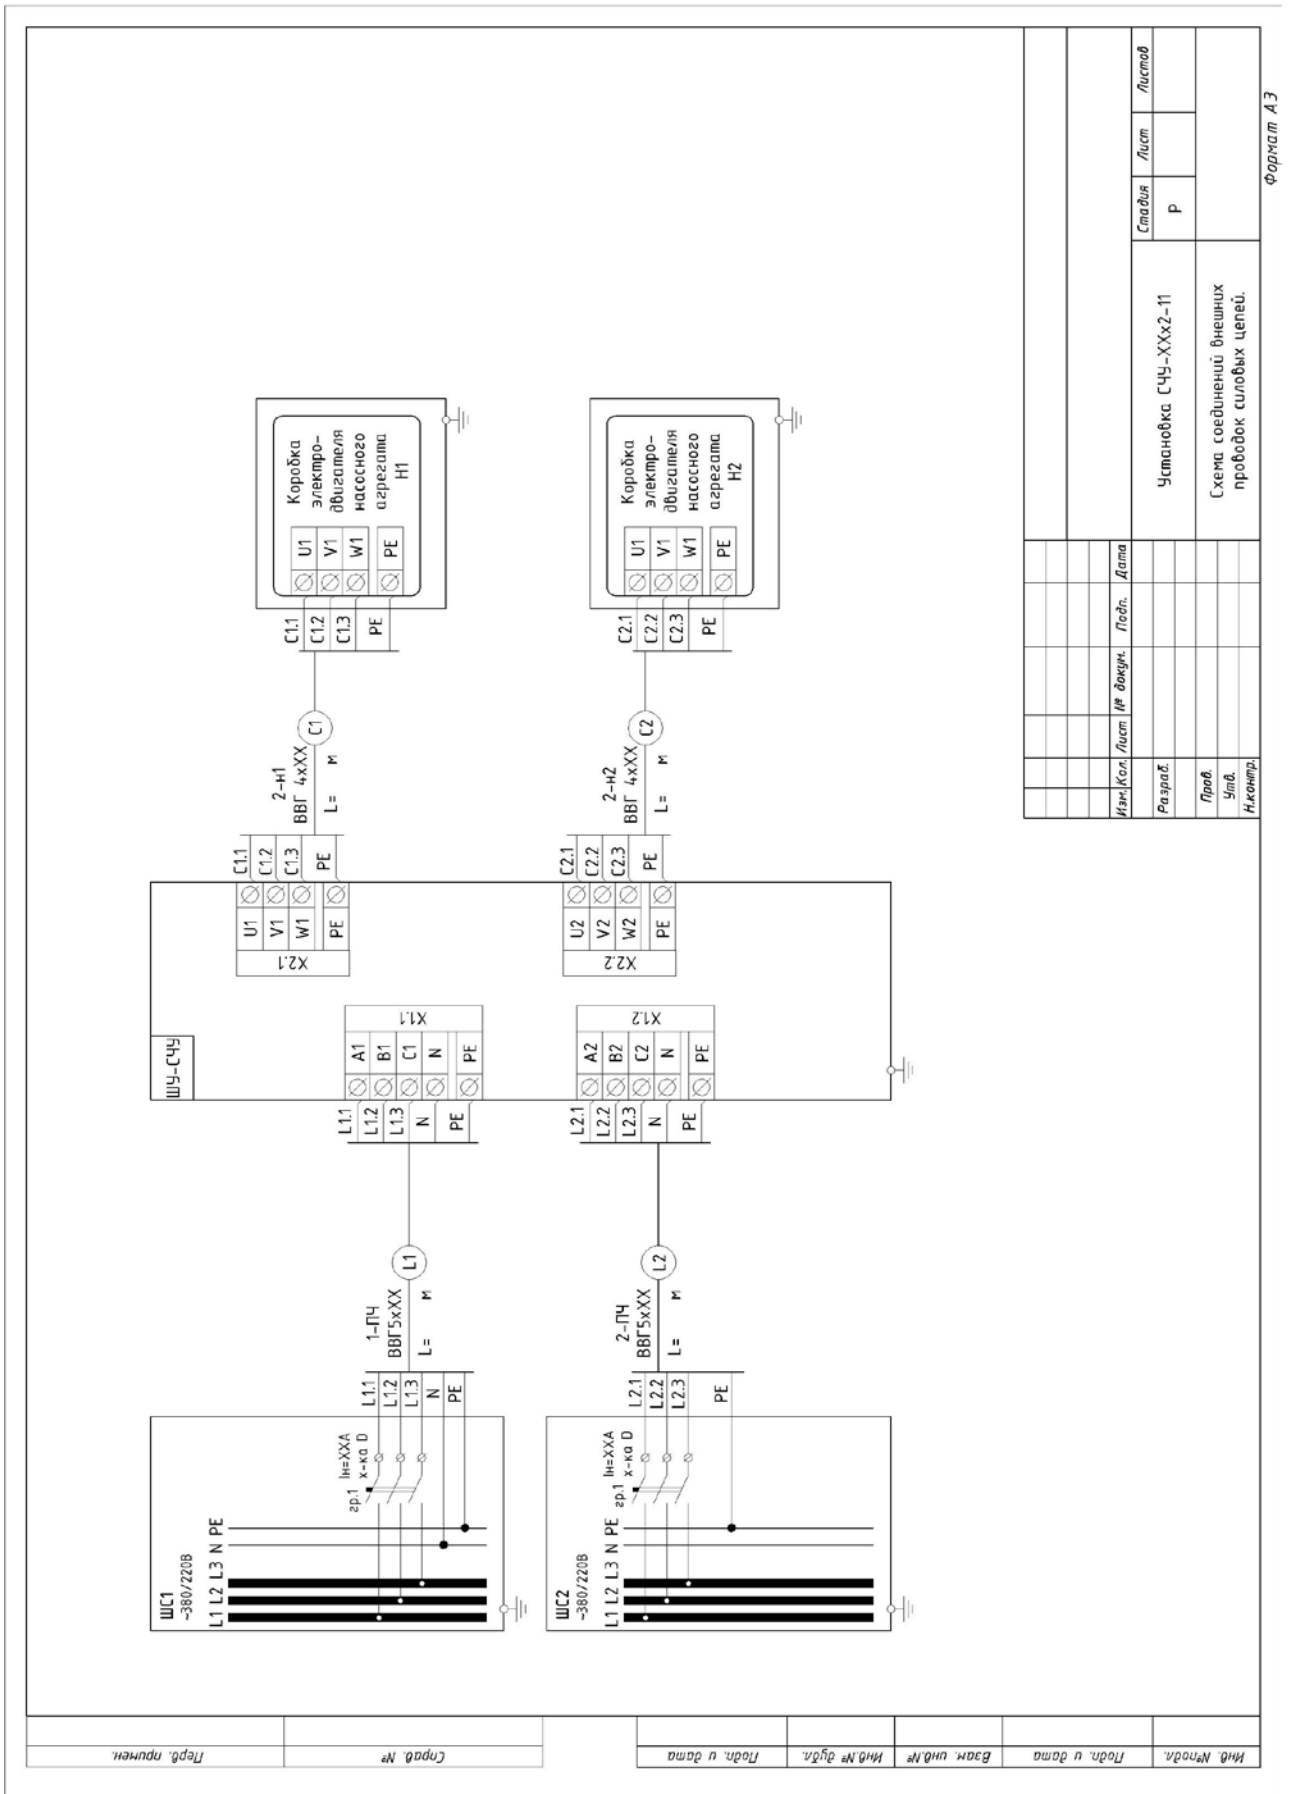 ШС1
~380/220В
L1 L2 L3 N PE
гр.1
Iн=ХХА
х-ка D
L1.1
L1.2
L1.3
N
PE
1-ПЧ
ВВГ5хХХ
L= м
L1
L1.1
L1.2
L1.3
N
PE
ШС2
~380/220В
L1 L2 L3 N PE
гр.1
Iн=ХХА
х-ка D
L2.1
L2.2
L2.3
PE
2-ПЧ
ВВГ5хХХ
L= м
L2
L2.1
L2.2
L2.3
N
PE
ШУ-СЧУ
A1
B1
C1
N
PE
X1.1
A2
B2
C2
N
PE
X1.2
X2.1
U1
V1
W1
PE
X2.2
U2
V2
W2
PE
C1.1
C1.2
C1.3
PE
2-н1
ВВГ 4хХХ
L= м
C1
C1.1
C1.2
C1.3
PE
U1
V1
W1
PE
Коробка
электро-
двигателя
насосного
агрегата
Н1
C2.1
C2.2
C2.3
PE
2-н2
ВВГ 4хХХ
L= м
C2
C2.1
C2.2
C2.3
PE
U1
V1
W1
PE
Коробка
электро-
двигателя
насосного
агрегата
Н2
Изм. Кол. Лист № докум. Подп. Дата
Разраб.
Пров.
Утв.
Н.контр.
Установка СЧУ-ХХх2-11
Схема соединений внешних
проводок силовых цепей.
Стадия Лист Листов
Р
Формат А3
Перв. примен.
Справ. №
Подп. и дата
Инв.№ дубл.
Взам. инв.№
Подп. и дата
Инв. №подл.